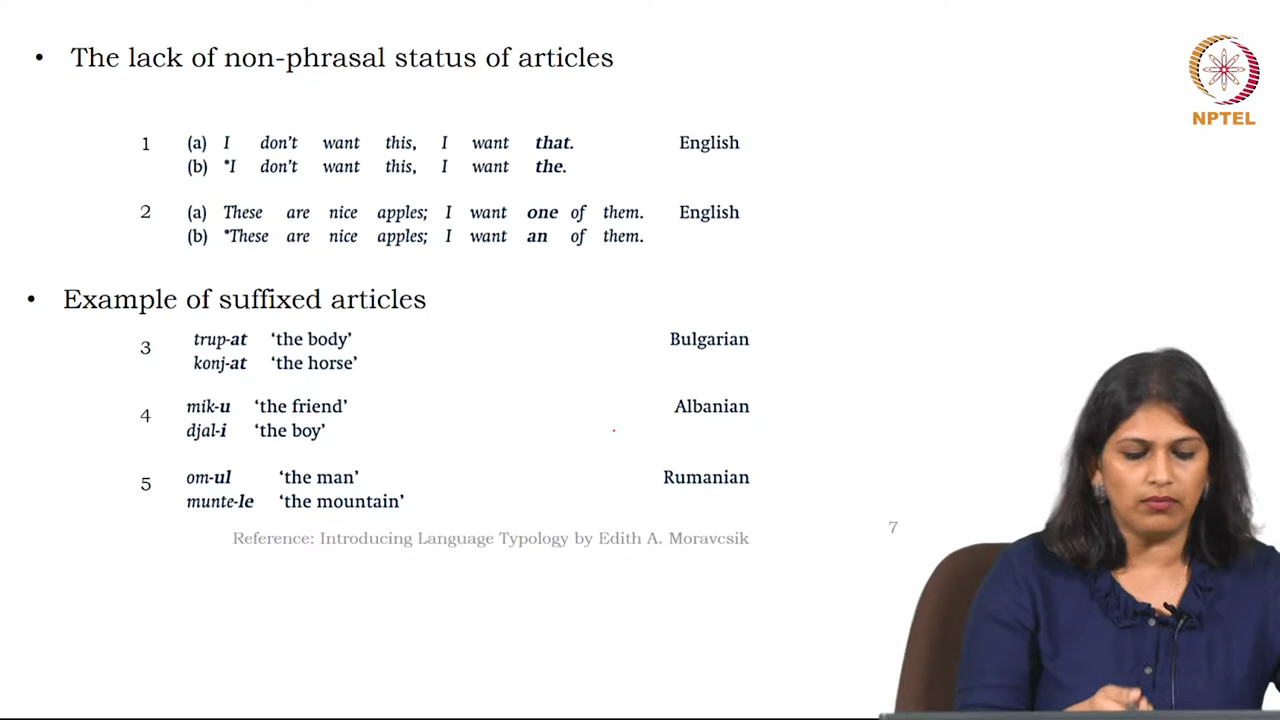 • The lack of non-phrasal status of articles
NPTEL
1 (a) I don't want this, I want that. English
(b) *I don't want this, I want the.
2 (a) These are nice apples; I want one of them. English
(b) *These are nice apples; I want an of them.
• Example of suffixed articles
3 trup-at ‘the body’ Bulgarian
konj-at ‘the horse’
4 mik-u ‘the friend’ Albanian
djal-i ‘the boy’
5 om-ul ‘the man’ Rumanian
munte-le ‘the mountain’
Reference: Introducing Language Typology by Edith A. Moravcsik
7